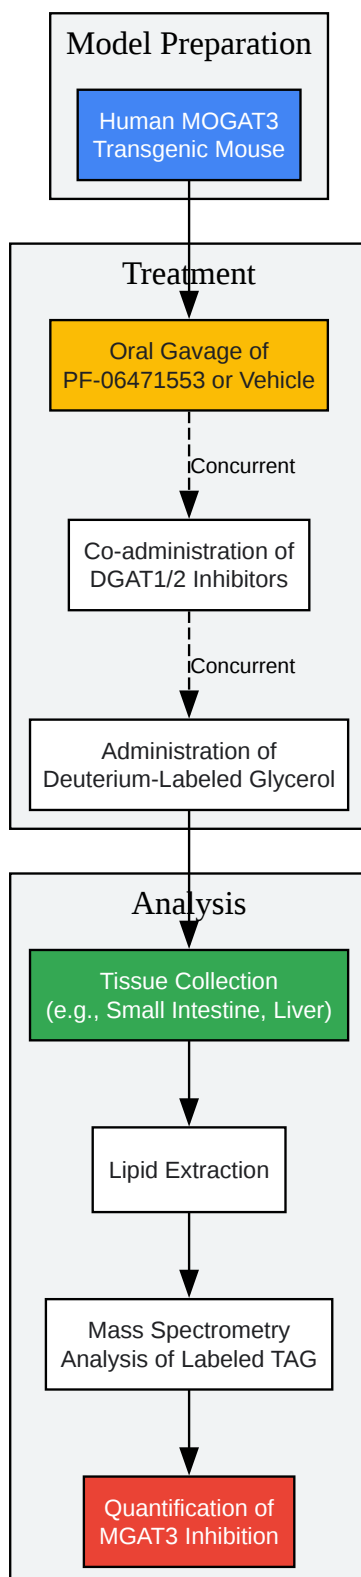 Model Preparation
Human MOGAT3
Transgenic Mouse
Treatment
Oral Gavage of
PF-06471553 or Vehicle
Concurrent
Co-administration of
DGAT1/2 Inhibitors
Concurrent
Administration of
Deuterium-Labeled Glycerol
Analysis
Tissue Collection
(e.g., Small Intestine, Liver)
Lipid Extraction
Mass Spectrometry
Analysis of Labeled TAG
Quantification of
MGAT3 Inhibition